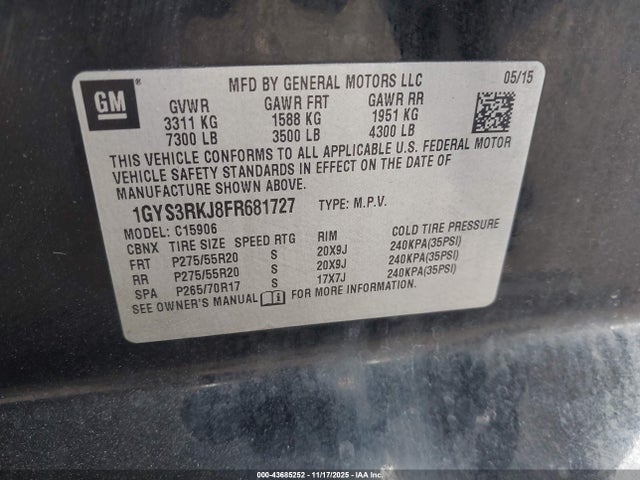 GM
MFD BY GENERAL MOTORS LLC 05/15
GVWR GAWR FRT GAWR RR
3311 KG 1588 KG 1951 KG
7300 LB 3500 LB 4300 LB
THIS VEHICLE CONFORMS TO ALL APPLICABLE U.S. FEDERAL MOTOR
VEHICLE SAFETY STANDARDS IN EFFECT ON THE DATE OF
MANUFACTURE SHOWN ABOVE.
1GYS3RKJ8FR681727 TYPE: M.P.V.
MODEL: C15906
CBNX TIRE SIZE SPEED RTG RIM COLD TIRE PRESSURE
FRT P275/55R20 S 20X9J 240KPA(35PSI)
RR P275/55R20 S 20X9J 240KPA(35PSI)
SPA P265/70R17 S 17X7J 240KPA(35PSI)
SEE OWNER'S MANUAL FOR MORE INFORMATION.
000-43685252 - 11/17/2025 - IAA Inc.